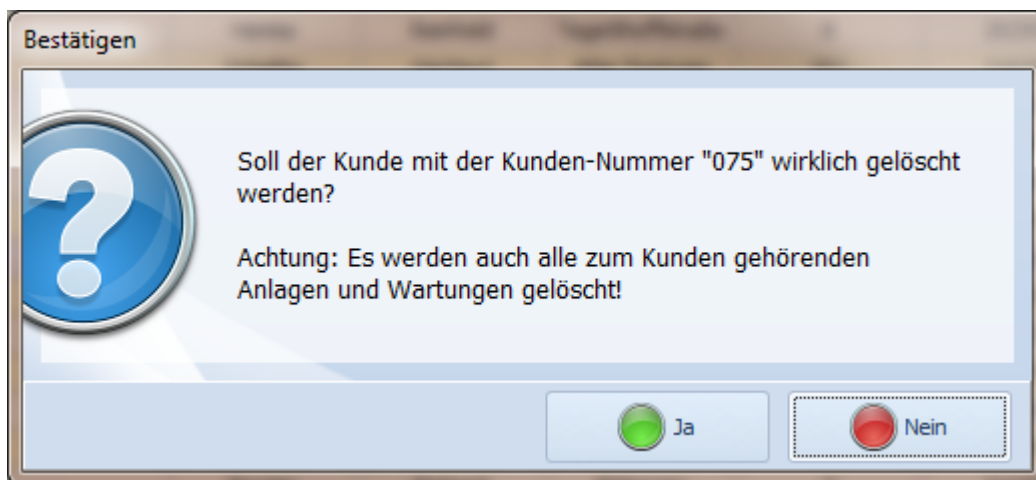 Bestätigen
Soll der Kunde mit der Kunden-Nummer "075" wirklich gelöscht
werden?
Achtung: Es werden auch alle zum Kunden gehörenden
Anlagen und Wartungen gelöscht!
Ja
Nein